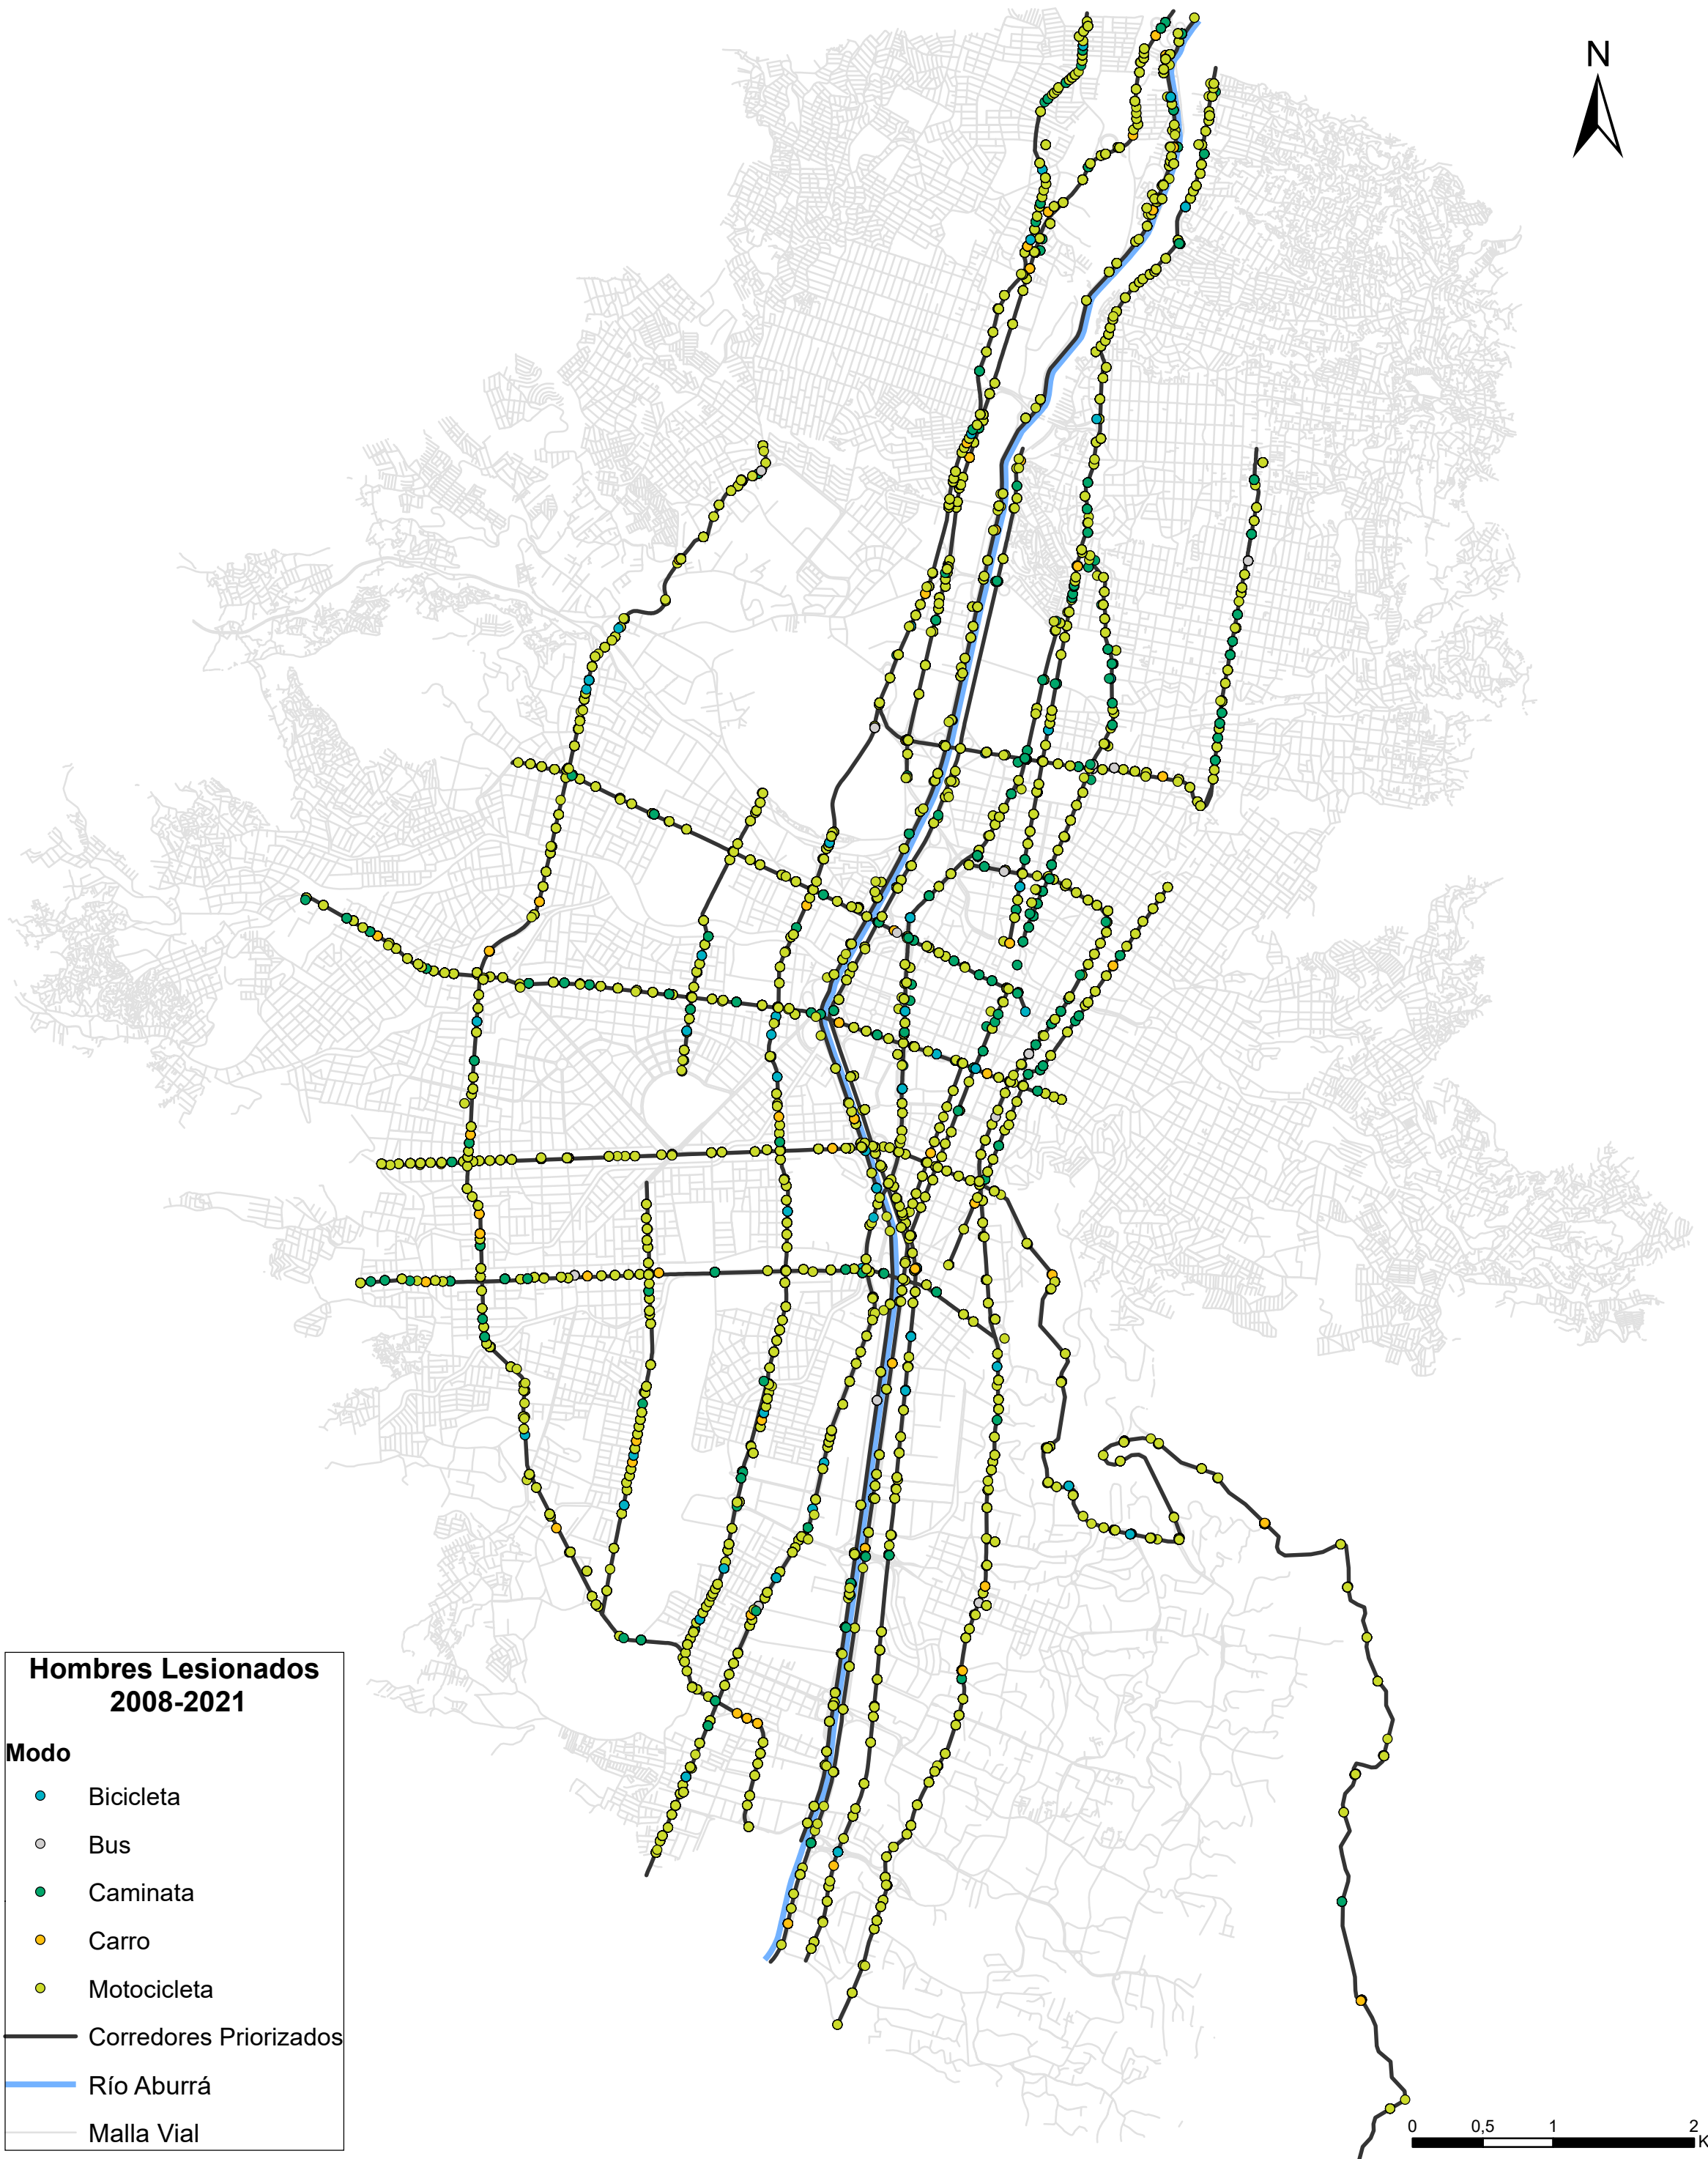 N
Hombres Lesionados
2008-2021
Modo
Bicicleta
Bus
Caminata
Carro
Motocicleta
Corredores Priorizados
Río Aburrá
Malla Vial
0 0,5 1 2
K